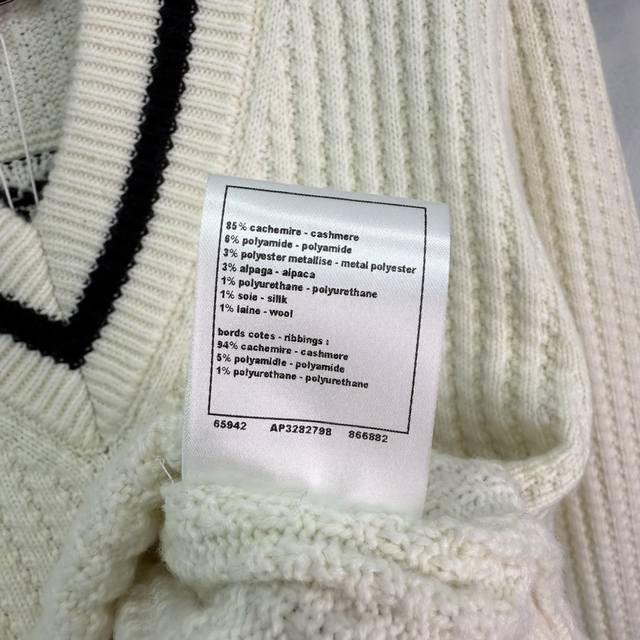 85% cachemire - cashmere
6% polyamide - polyamide
3% polyester metallise - metal polyester
3% alpaga - alpaca
1% polyurethane - polyurethane
1% soie - silk
1% laine - wool
bords cotes - ribbings :
94% cachemire - cashmere
5% polyamidle - polyamide
1% polyurethane - polyurethane
65942 AP3282798 866882